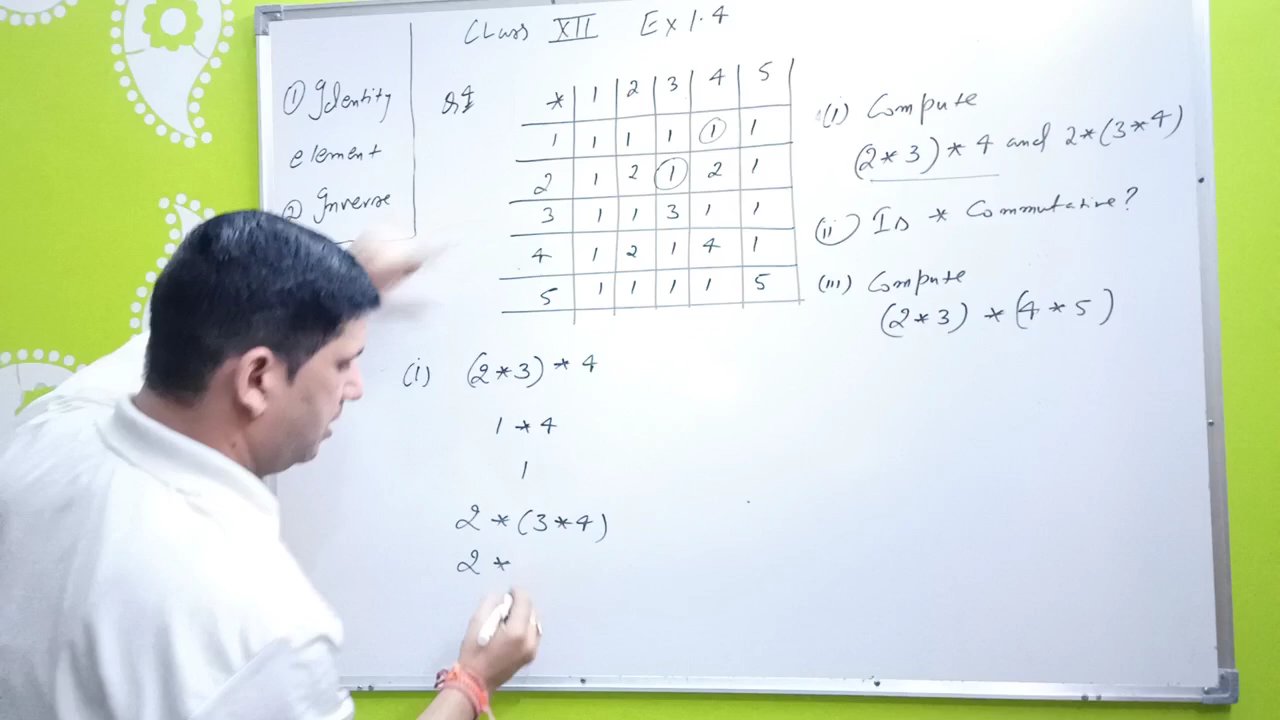 Class XII Ex 1.4
① Identity
element
② Inverse
* 1 2 3 4 5
1 1 1 1 1 1
2 1 2 1 2 1
3 1 1 3 1 1
4 1 2 1 4 1
5 1 1 1 1 5
(i) Compute
(2*3)*4 and 2*(3*4)
(ii) Is * Commutative?
(iii) Compute
(2*3)*(4*5)
(i) (2*3)*4
1*4
1
2*(3*4)
2*